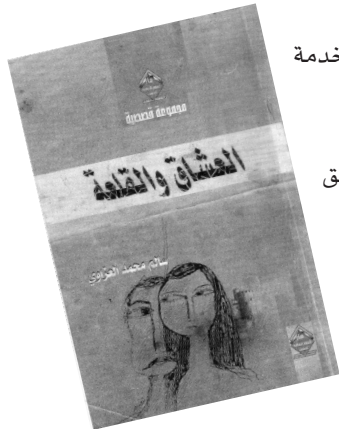 خدمة
مجموعة قصصية
العشاق والقلعة
ق
سالم محمد العزاوي